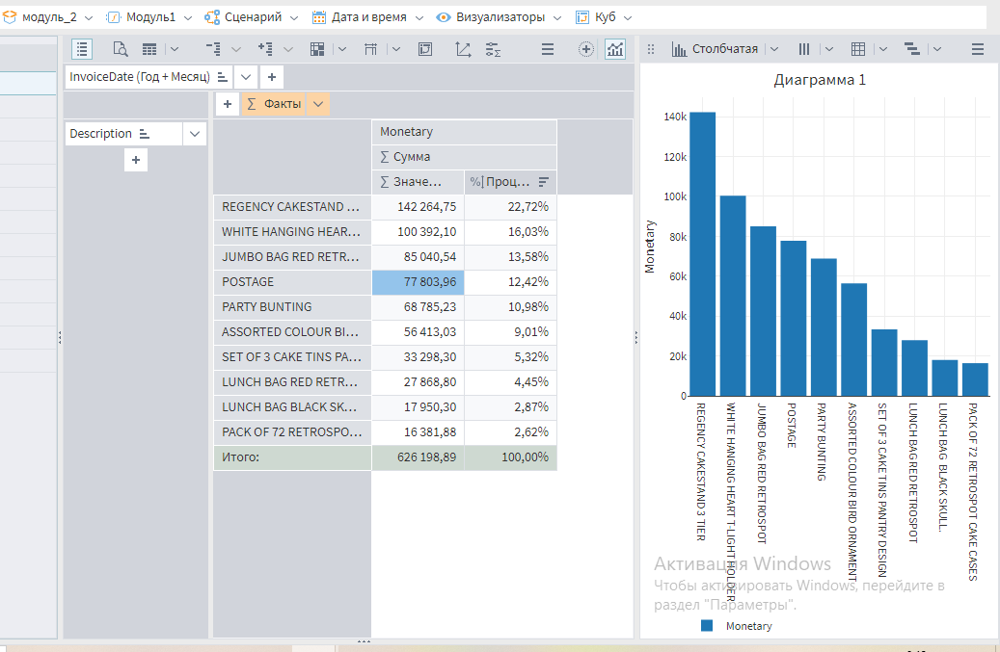 модуль_2 Модуль1 Сценарий Дата и время Визуализаторы Куб
Столбчатая
InvoiceDate (Год + Месяц)
+
+ Σ Факты
Description
+
Monetary
Σ Сумма
Σ Значе... %| Проц...
REGENCY CAKESTAND ... 142 264,75 22,72%
WHITE HANGING HEAR... 100 392,10 16,03%
JUMBO BAG RED RETR... 85 040,54 13,58%
POSTAGE 77 803,96 12,42%
PARTY BUNTING 68 785,23 10,98%
ASSORTED COLOUR BI... 56 413,03 9,01%
SET OF 3 CAKE TINS PA... 33 298,30 5,32%
LUNCH BAG RED RETR... 27 868,80 4,45%
LUNCH BAG BLACK SK... 17 950,30 2,87%
PACK OF 72 RETROSPO... 16 381,88 2,62%
Итого: 626 198,89 100,00%
Диаграмма 1
Monetary
140k
120k
100k
80k
60k
40k
20k
0
REGENCY CAKESTAND 3 TIER
WHITE HANGING HEART T-LIGHT HOLDER
JUMBO BAG RED RETROSPOT
POSTAGE
PARTY BUNTING
ASSORTED COLOUR BIRD ORNAMENT
SET OF 3 CAKE TINS PANTRY DESIGN
LUNCH BAG RED RETROSPOT
LUNCH BAG BLACK SKULL.
PACK OF 72 RETROSPOT CAKE CASES
Активация Windows
Чтобы активировать Windows, перейдите в
раздел "Параметры".
Monetary